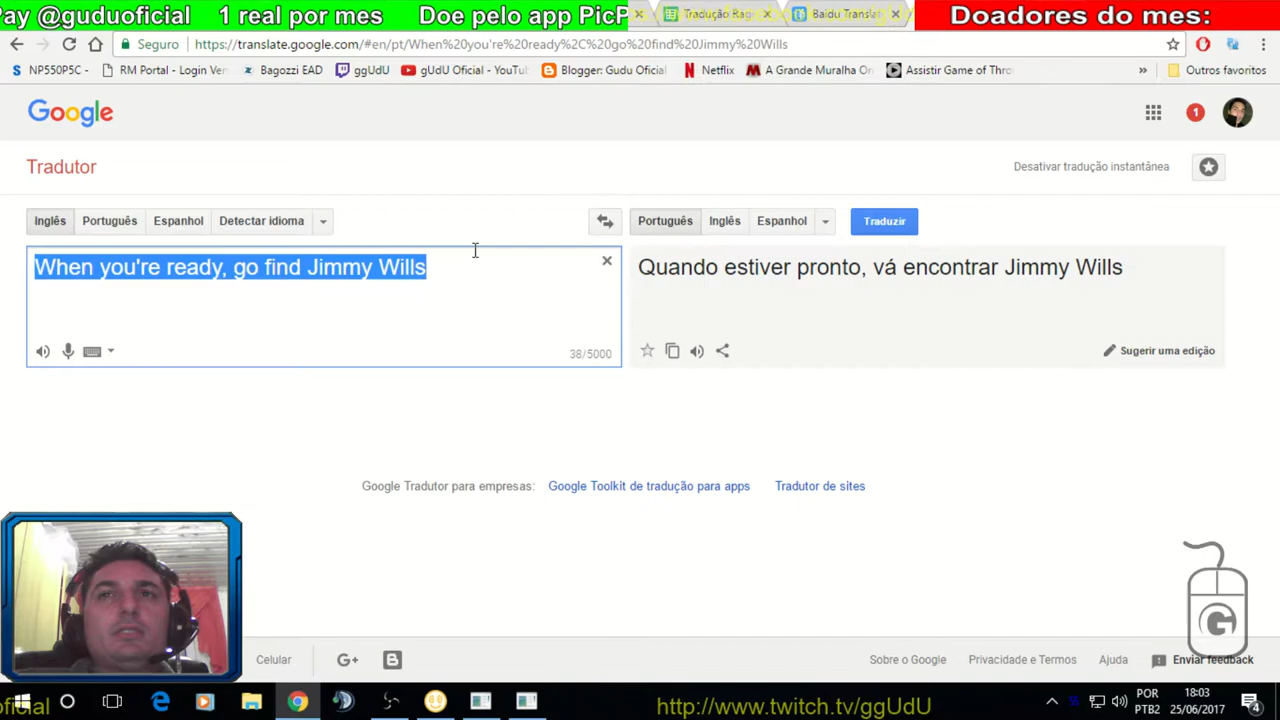 Pay @guduoficial 1 real por mes Doe pelo app PicP
Tradução Rag
Baidu Translat
Doadores do mes:
Seguro
https://translate.google.com/#en/pt/When%20you're%20ready%2C%20go%20find%20Jimmy%20Wills
NP550P5C -
RM Portal - Login Ver
Bagozzi EAD
ggUdU
gUdU Oficial - YouTu
Blogger: Gudu Oficial
Netflix
A Grande Muralha On
Assistir Game of Thro
»
Outros favoritos
Google
1
Tradutor
Desativar tradução instantânea
Inglês Português Espanhol Detectar idioma
Português Inglês Espanhol
Traduzir
When you're ready, go find Jimmy Wills
Quando estiver pronto, vá encontrar Jimmy Wills
38/5000
Sugerir uma edição
Google Tradutor para empresas: Google Toolkit de tradução para apps Tradutor de sites
G
Celular
G+
Sobre o Google Privacidade e Termos Ajuda Enviar feedback
oficial
http://www.twitch.tv/ggUdU
POR
PTB2
18:03
25/06/2017
4